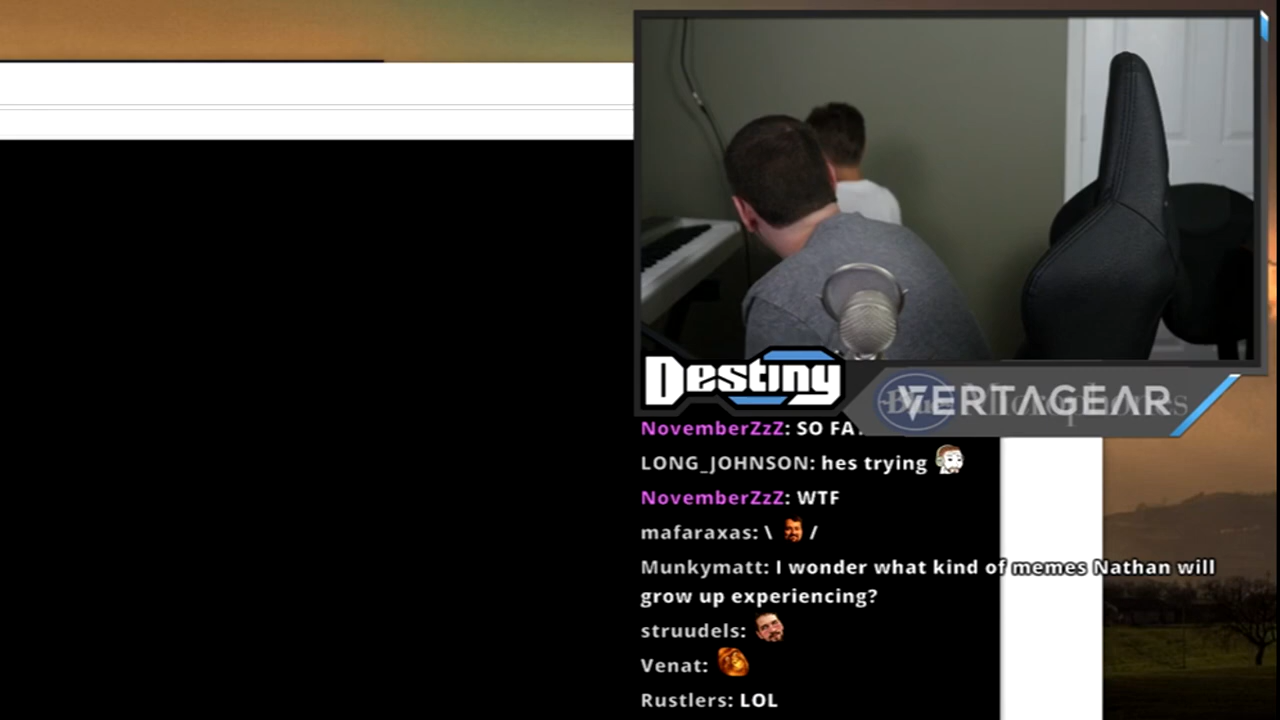 Destiny
VERTAGEAR
NovemberZzZ: SO FA
LONG_JOHNSON: hes trying
NovemberZzZ: WTF
mafaraxas: \ /
Munkymatt: I wonder what kind of memes Nathan will
grow up experiencing?
struudels:
Venat:
Rustlers: LOL